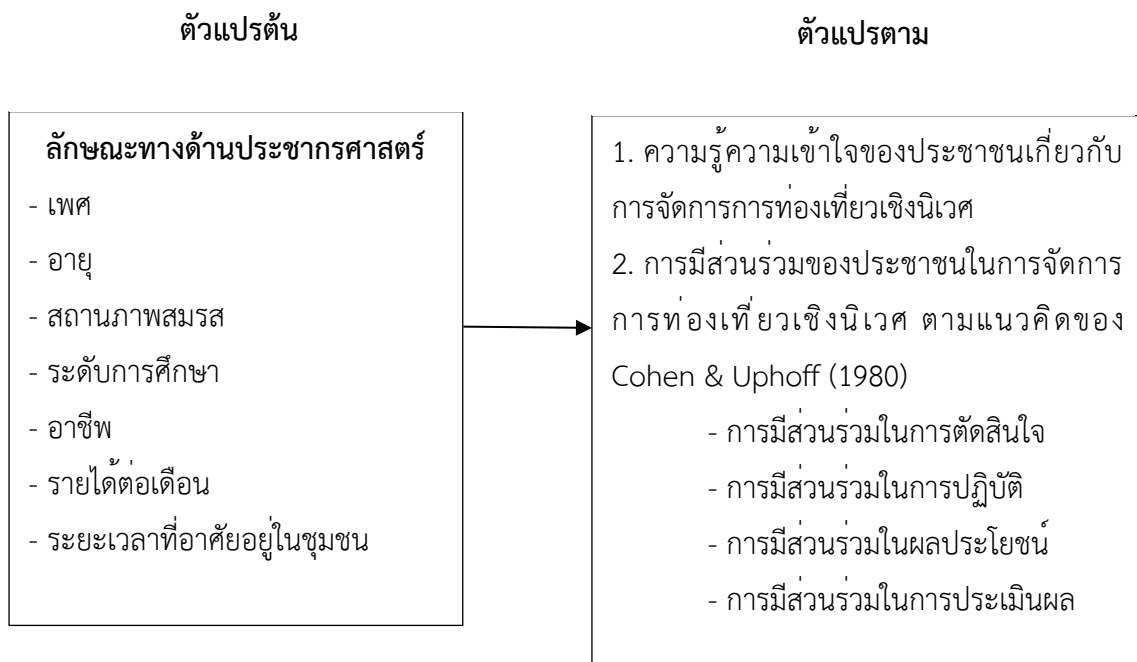 ตัวแปรต้น
ตัวแปรตาม
ลักษณะทางด้านประชากรศาสตร์
- เพศ
- อายุ
- สถานภาพสมรส
- ระดับการศึกษา
- อาชีพ
- รายได้ต่อเดือน
- ระยะเวลาที่อาศัยอยู่ในชุมชน
1. ความรู้ความเข้าใจของประชาชนเกี่ยวกับ
การจัดการการท่องเที่ยวเชิงนิเวศ
2. การมีส่วนร่วมของประชาชนในการจัดการ
การท่องเที่ยวเชิงนิเวศ ตามแนวคิดของ
Cohen & Uphoff (1980)
- การมีส่วนร่วมในการตัดสินใจ
- การมีส่วนร่วมในการปฏิบัติ
- การมีส่วนร่วมในผลประโยชน์
- การมีส่วนร่วมในการประเมินผล